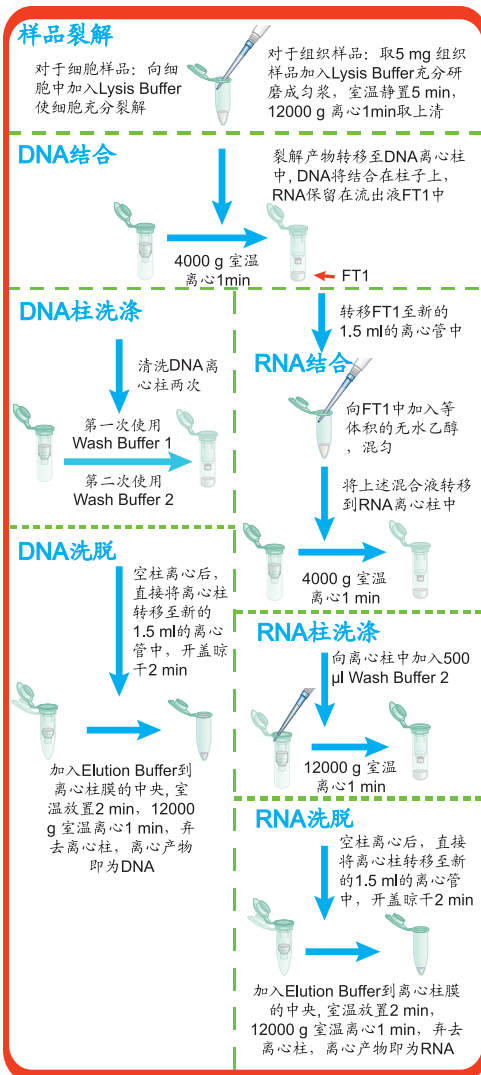 样品裂解
对于细胞样品：向细
胞中加入Lysis Buffer
使细胞充分裂解
对于组织样品：取5 mg 组织
样品加入Lysis Buffer充分研
磨成匀浆，室温静置5 min，
12000 g 离心1min取上清
DNA结合
裂解产物转移至DNA离心柱
中，DNA将结合在柱子上，
RNA保留在流出液FT1中
4000 g 室温
离心1min
FT1
DNA柱洗涤
清洗DNA离
心柱两次
第一次使用
Wash Buffer 1
第二次使用
Wash Buffer 2
DNA洗脱
空柱离心后，
直接将离心柱
转移至新的
1.5 ml的离心
管中，开盖晾
干2 min
加入Elution Buffer到
离心柱膜的中央，室
温放置2 min，12000
g 室温离心1 min，弃
去离心柱，离心产物
即为DNA
转移FT1至新的
1.5 ml的离心管中
RNA结合
向FT1中加入等
体积的无水乙醇
，混匀
将上述混合液转移
到RNA离心柱中
4000 g 室温
离心1 min
RNA柱洗涤
向离心柱中加入500
µl Wash Buffer 2
12000 g 室温
离心1 min
RNA洗脱
空柱离心后，直接
将离心柱转移至新
的1.5 ml的离心管
中，开盖晾干2 min
加入Elution Buffer到离心柱膜
的中央，室温放置2 min，
12000 g 室温离心1 min，弃去
离心柱，离心产物即为RNA